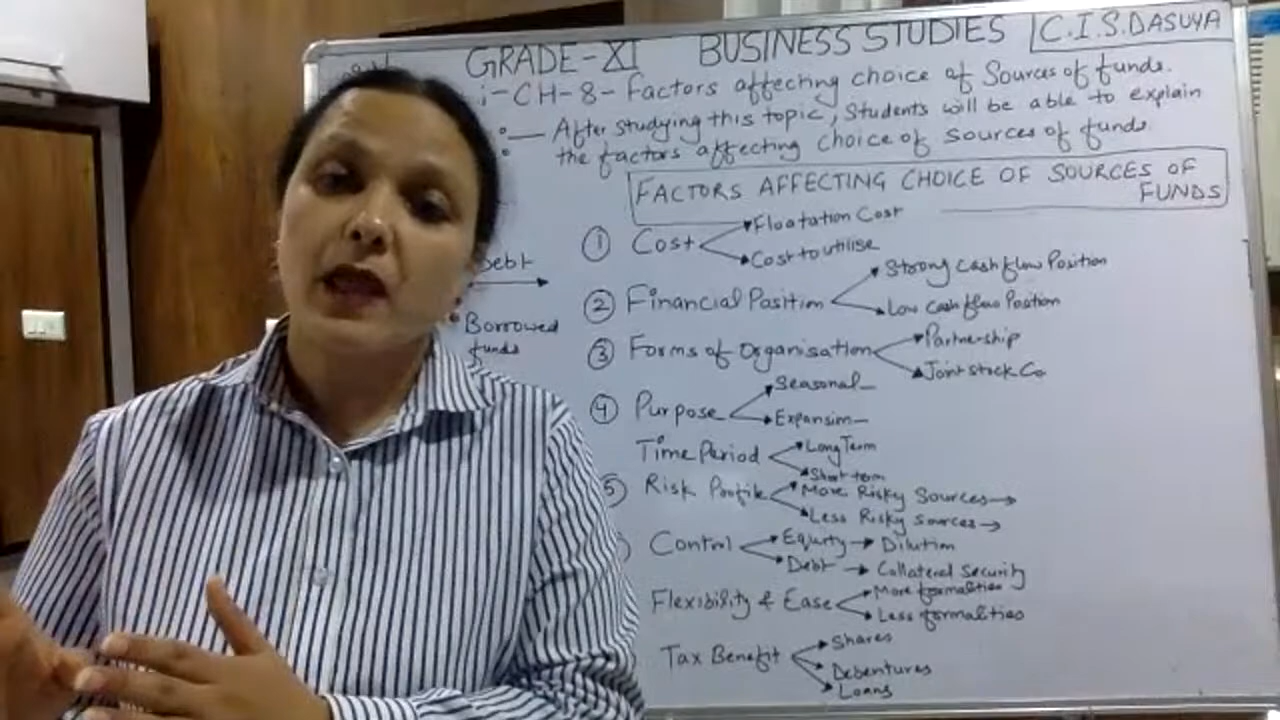 GRADE-XI BUSINESS STUDIES C.I.S.DASUYA
:-CH-8- Factors affecting choice of Sources of funds.
:— After studying this topic, Students will be able to explain
the factors affecting choice of sources of funds.
FACTORS AFFECTING CHOICE OF SOURCES OF
FUNDS
① Cost Floatation Cost
Cost to utilise
Debt
② Financial Position Strong Cash flow Position
Low Cash flow Position
Borrowed
funds
③ Forms of Organisation Partnership
Joint stock Co
④ Purpose Seasonal
Expansion
Time Period Long Term
Short term
5 Risk Profile More Risky Sources →
Less Risky Sources →
Control Equity → Dilution
Debt → Collateral Security
Flexibility & Ease More formalities
Less formalities
Tax Benefit Shares
Debentures
Loans